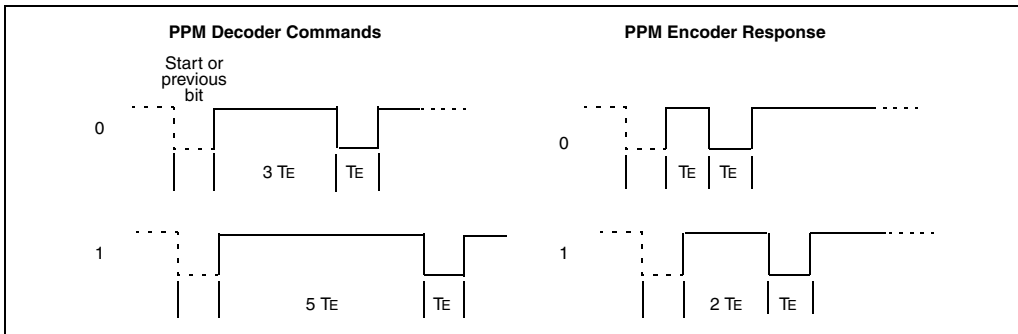 PPM Decoder Commands
PPM Encoder Response
Start or
previous
bit
0
3 TE
TE
0
TE
TE
1
5 TE
TE
1
2 TE
TE